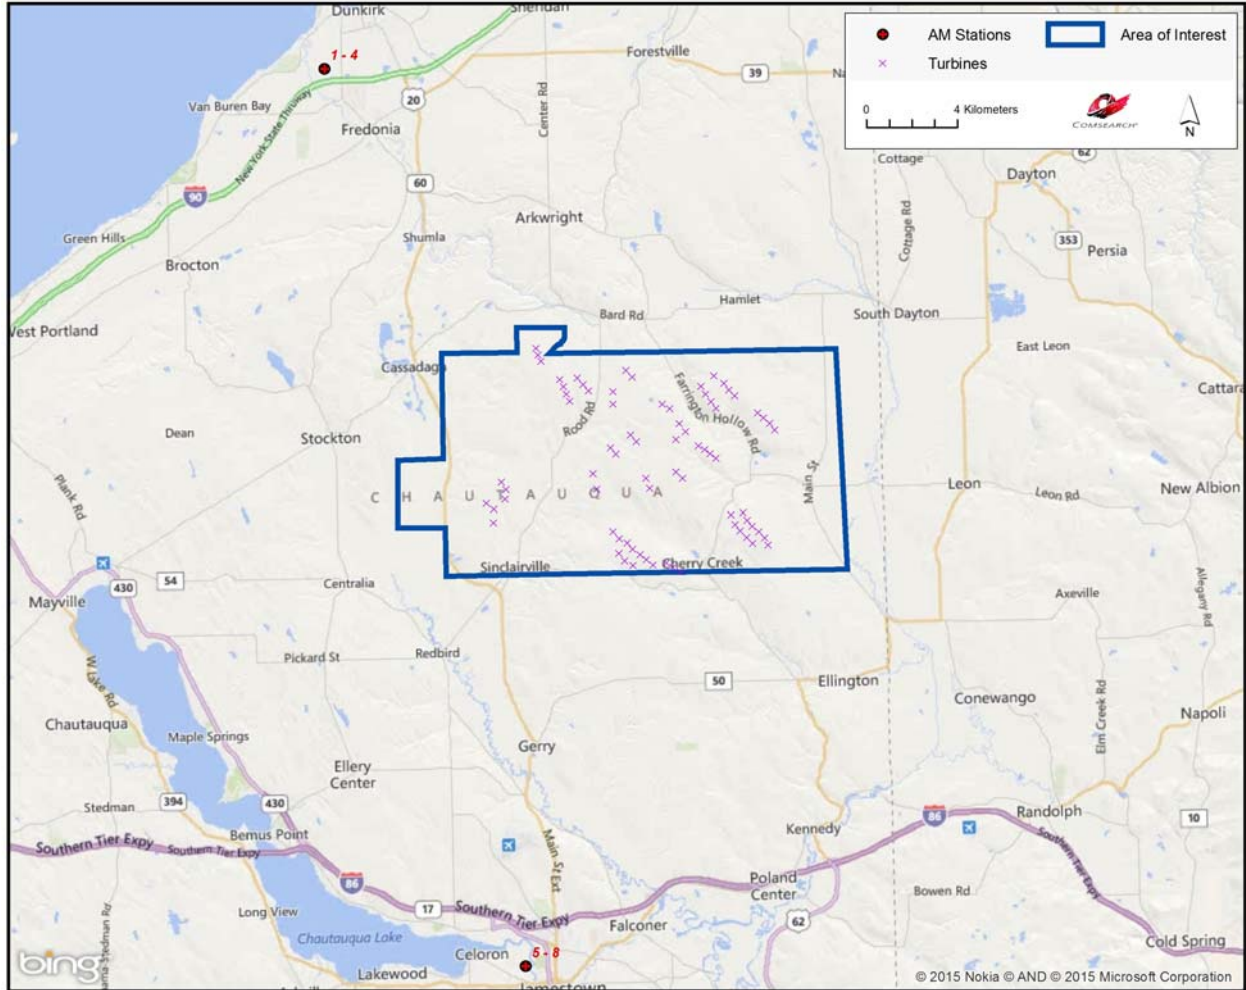 Dunkirk
Sheridan
1 - 4
Forestville
39
AM Stations
Area of Interest
Turbines
0
4 Kilometers
COMSEARCH
N
Van Buren Bay
New York State Thruway
20
Center Rd
Fredonia
90
60
Cottage
62
Dayton
Arkwright
Cottage Rd
Green Hills
Shumla
353
Persia
Brocton
Hamlet
Bard Rd
South Dayton
West Portland
East Leon
Cassadaga
Farrington Hollow Rd
Rood Rd
Dean
Stockton
Main St
Plank Rd
CHAUTAUQUA
Leon
Leon Rd
New Albion
Sinclairville
Cherry Creek
54
430
Centralia
Mayville
Axeville
Allegany Rd
Pickard St
Redbird
W Lake Rd
50
Ellington
Conewango
Elm Creek Rd
Napoli
Chautauqua
Maple Springs
Gerry
Ellery
Center
Stedman
394
430
Bemus Point
Southern Tier Expy
Southern Tier Expy
86
Main St Ext
Kennedy
86
Randolph
10
Southern Tier Expy
Poland
Center
Bowen Rd
Long View
17
Southern Tier Expy
Falconer
62
Chautauqua Lake
Celoron
5 - 8
Cold Spring
bing
Lakewood
Jamestown
© 2015 Nokia © AND © 2015 Microsoft Corporation